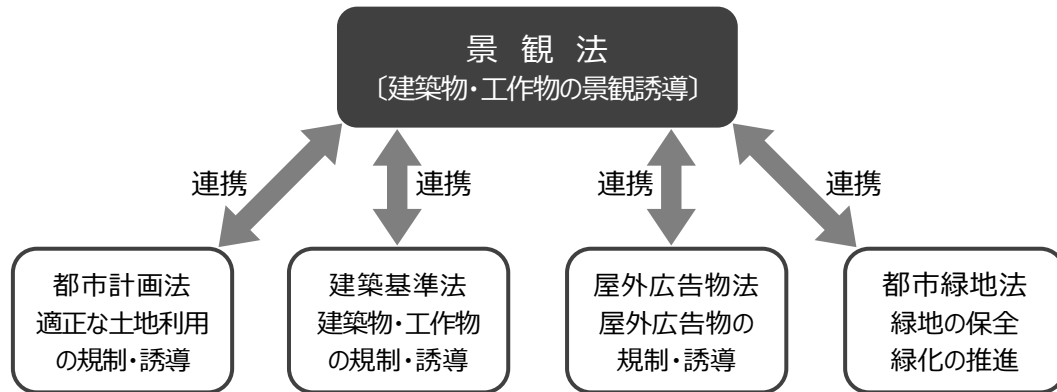 景観法
〔建築物・工作物の景観誘導〕
連携
連携
連携
連携
都市計画法
適正な土地利用
の規制・誘導
建築基準法
建築物・工作物
の規制・誘導
屋外広告物法
屋外広告物の
規制・誘導
都市緑地法
緑地の保全
緑化の推進